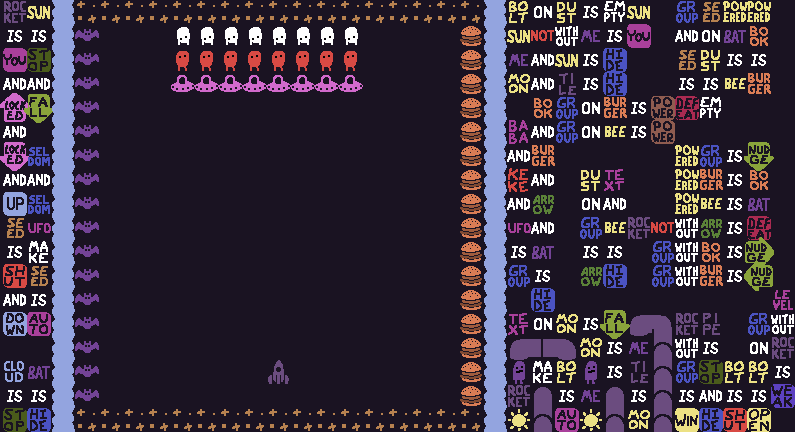 ROCKET SUN BOLT ON DUST IS EMPTY SUN GROUP SEED POWERED POWERED
IS IS SUN NOT WITHOUT ME IS YOU AND ON BAT BOOK
YOU STOP ME AND SUN IS HIDE SEED DUST IS IS
AND AND MOON AND TILE IS HIDE IS IS BEE BURGER
LOCKED FALL BOOK GROUP ON BURGER IS POWER DEFEAT EMPTY
AND BABA AND GROUP ON BEE IS POWER
LOCKED SELDOM AND BURGER POWERED GROUP IS NUDGE
AND AND KEKE AND DUST TEXT POWERED BURGER IS BOOK
UP SELDOM AND ARROW ON AND POWERED BEE IS BAT
SEED UFO UFO AND GROUP BEE ROCKET NOT WITHOUT ARROW IS DEFEAT
IS MAKE IS BAT IS IS GROUP WITHOUT BOOK IS NUDGE
SHUT SEED GROUP IS ARROW HIDE GROUP WITHOUT BURGER IS NUDGE
AND IS HIDE LEVEL
DOWN AUTO TEXT ON MOON IS FALL ROCKET PIPE GROUP WITHOUT
IS MOON IS ME WITHOUT IS ON ROCKET
CLOUD BAT MAKE BOLT IS TILE GROUP STOP BOLT BOLT IS
IS IS ROCKET IS ME IS IS AND IS IS WEAK
STOP HIDE AUTO MOON WIN HIDE SHUT OPEN